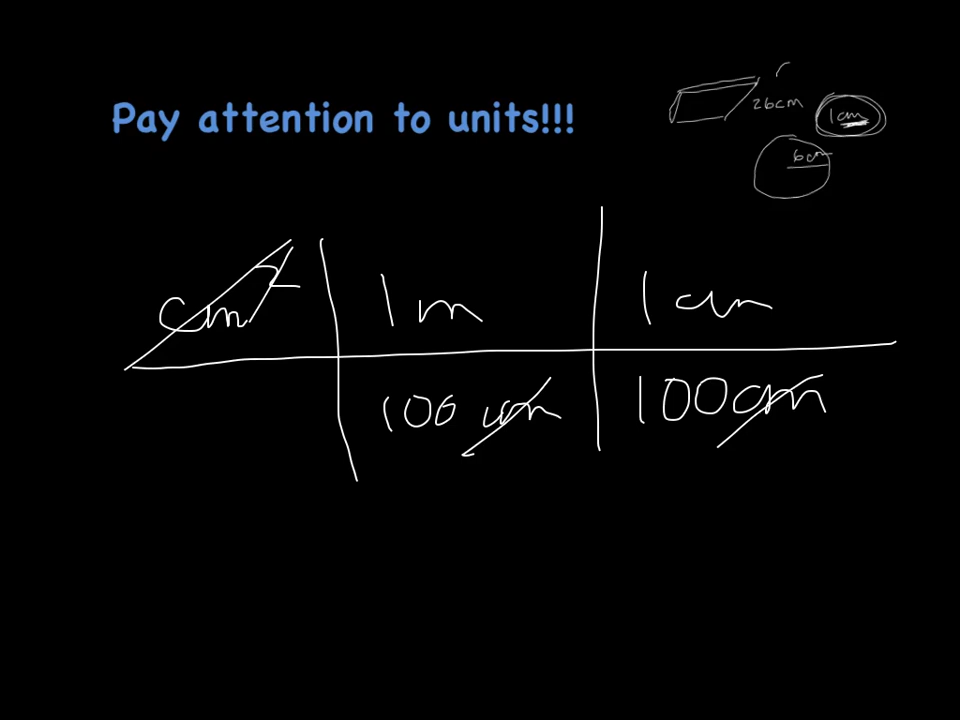 Pay attention to units!!!
26cm
1cm
6cm
cm² 1m 1cm
100 cm 100cm